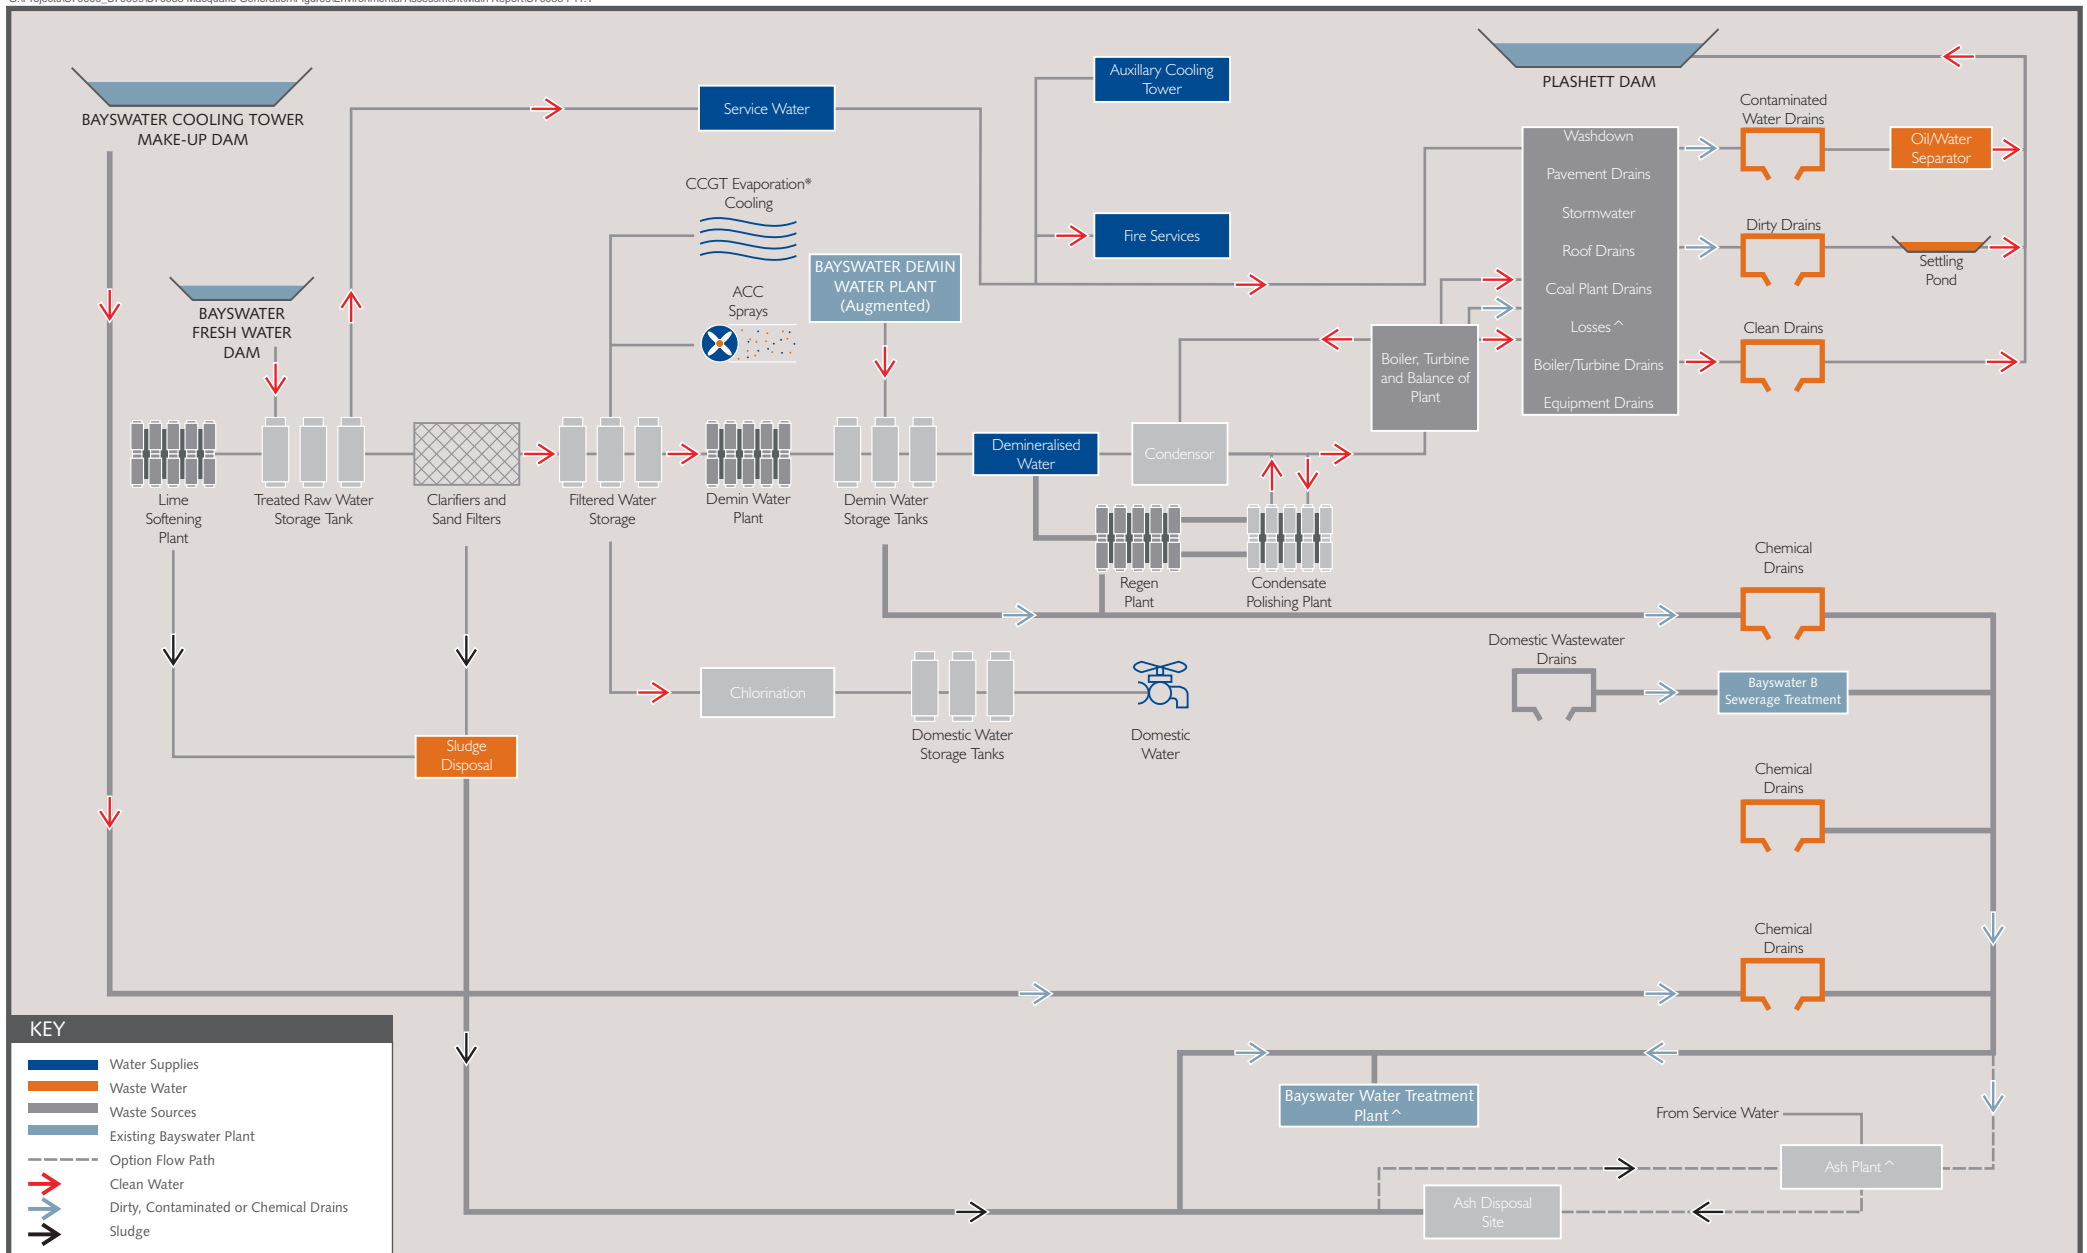 PLASHETT DAM
BAYSWATER COOLING TOWER
MAKE-UP DAM
Service Water
Auxillary Cooling
Tower
Contaminated
Water Drains
Oil/Water
Separator
CCGT Evaporation*
Cooling
Fire Services
Washdown
Pavement Drains
Stormwater
Roof Drains
Coal Plant Drains
Losses^
Boiler/Turbine Drains
Equipment Drains
Dirty Drains
Settling
Pond
Clean Drains
BAYSWATER
FRESH WATER
DAM
ACC
Sprays
BAYSWATER DEMIN
WATER PLANT
(Augmented)
Boiler, Turbine
and Balance of
Plant
Lime
Softening
Plant
Treated Raw Water
Storage Tank
Clarifiers and
Sand Filters
Filtered Water
Storage
Demin Water
Plant
Demin Water
Storage Tanks
Demineralised
Water
Condensor
Regen
Plant
Condensate
Polishing Plant
Chemical
Drains
Domestic Wastewater
Drains
Bayswater B
Sewerage Treatment
Chlorination
Domestic Water
Storage Tanks
Domestic
Water
Sludge
Disposal
Chemical
Drains
Chemical
Drains
Bayswater Water Treatment
Plant^
From Service Water
Ash Plant^
Ash Disposal
Site
KEY
Water Supplies
Waste Water
Waste Sources
Existing Bayswater Plant
Option Flow Path
Clean Water
Dirty, Contaminated or Chemical Drains
Sludge